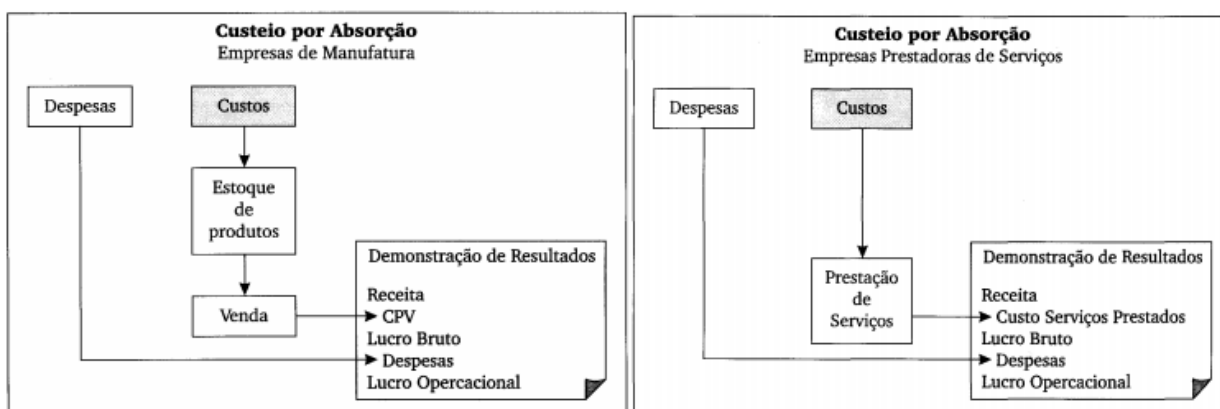 Custeio por Absorção
Empresas de Manufatura
Despesas
Custos
Estoque
de
produtos
Venda
Demonstração de Resultados
Receita
CPV
Lucro Bruto
Despesas
Lucro Opercacional
Custeio por Absorção
Empresas Prestadoras de Serviços
Despesas
Custos
Prestação
de
Serviços
Demonstração de Resultados
Receita
Custo Serviços Prestados
Lucro Bruto
Despesas
Lucro Opercacional